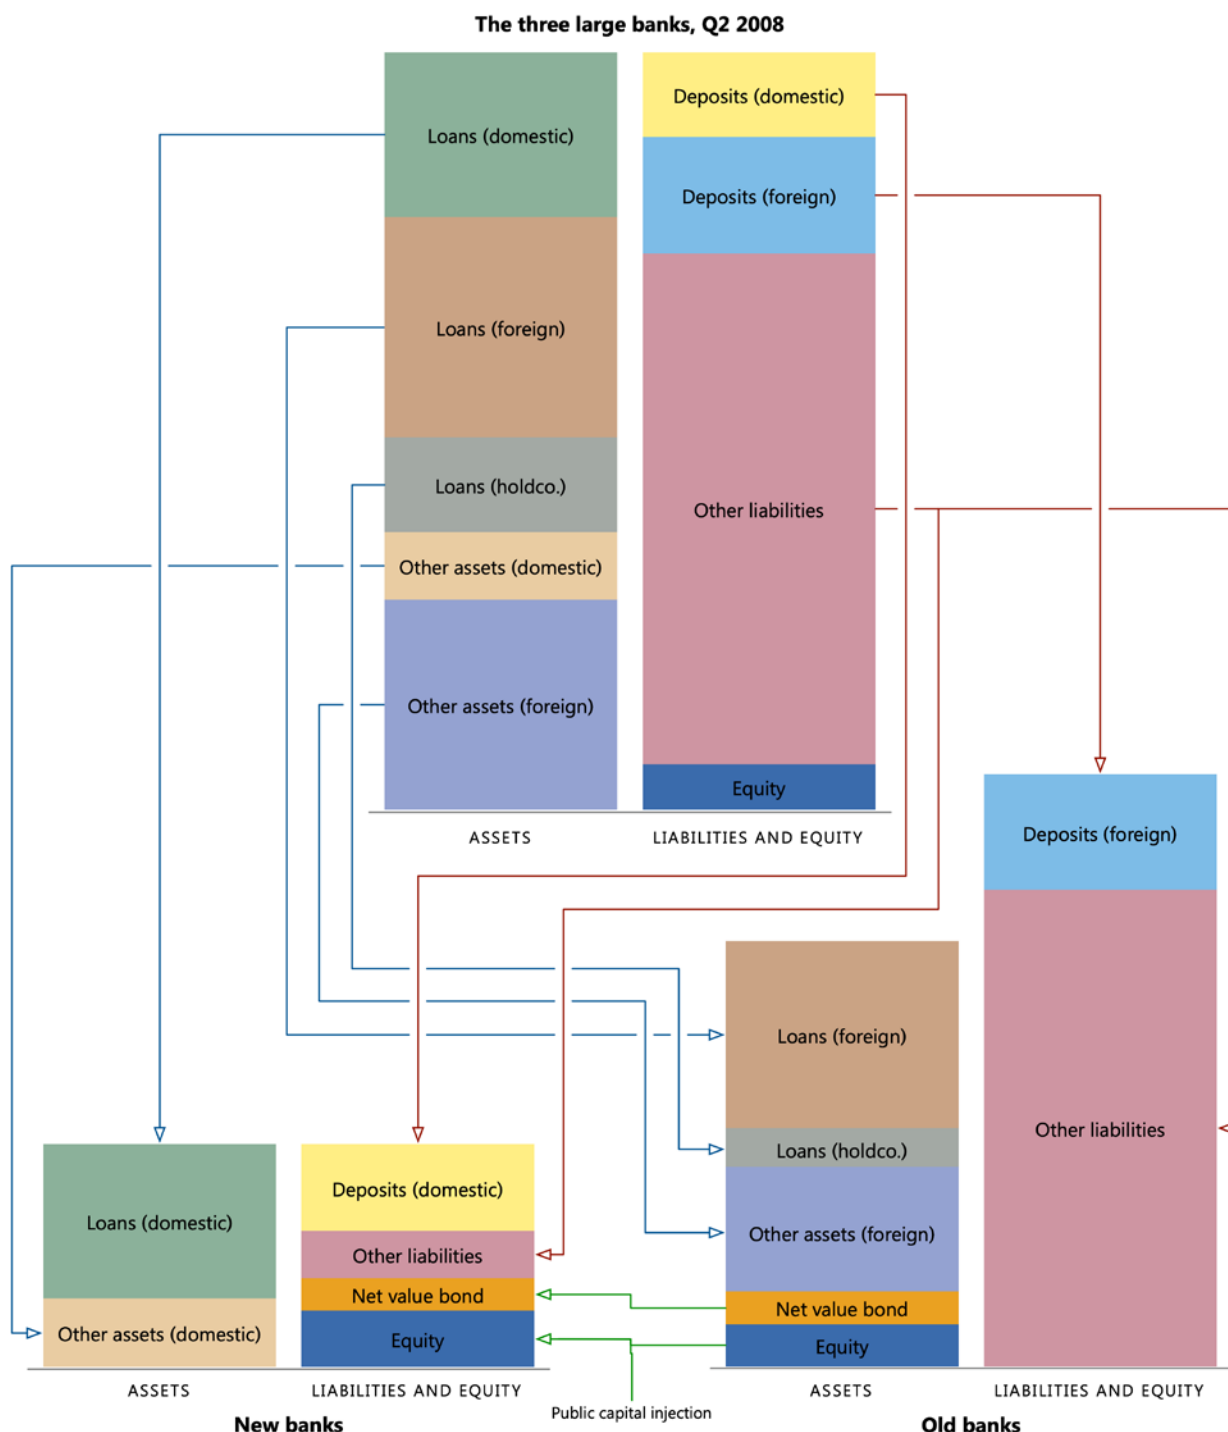 The three large banks, Q2 2008
Loans (domestic)
Loans (foreign)
Loans (holdco.)
Other assets (domestic)
Other assets (foreign)
ASSETS
Deposits (domestic)
Deposits (foreign)
Other liabilities
Equity
LIABILITIES AND EQUITY
Loans (domestic)
Other assets (domestic)
ASSETS
Deposits (domestic)
Other liabilities
Net value bond
Equity
LIABILITIES AND EQUITY
New banks
Public capital injection
Loans (foreign)
Loans (holdco.)
Other assets (foreign)
Net value bond
Equity
ASSETS
Deposits (foreign)
Other liabilities
LIABILITIES AND EQUITY
Old banks